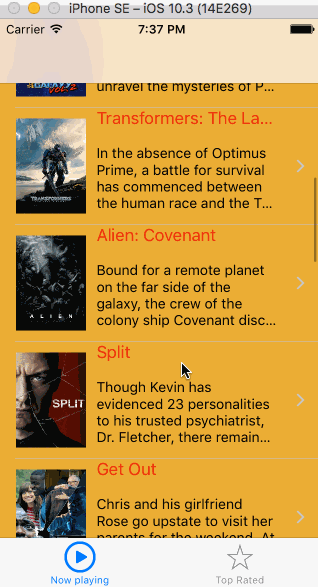 iPhone SE – iOS 10.3 (14E269)
Carrier 7:37 PM
VOL.2
unravel the mysteries of P...
Transformers: The La...
In the absence of Optimus
Prime, a battle for survival
has commenced between
the human race and the T...
TRANSFORMERS
Alien: Covenant
Bound for a remote planet
on the far side of the
galaxy, the crew of the
colony ship Covenant disc...
ALIEN
Split
Though Kevin has
evidenced 23 personalities
to his trusted psychiatrist,
Dr. Fletcher, there remain...
SPLIT
Get Out
Chris and his girlfriend
Rose go upstate to visit her
parents for the weekend. At
Now playing
Top Rated